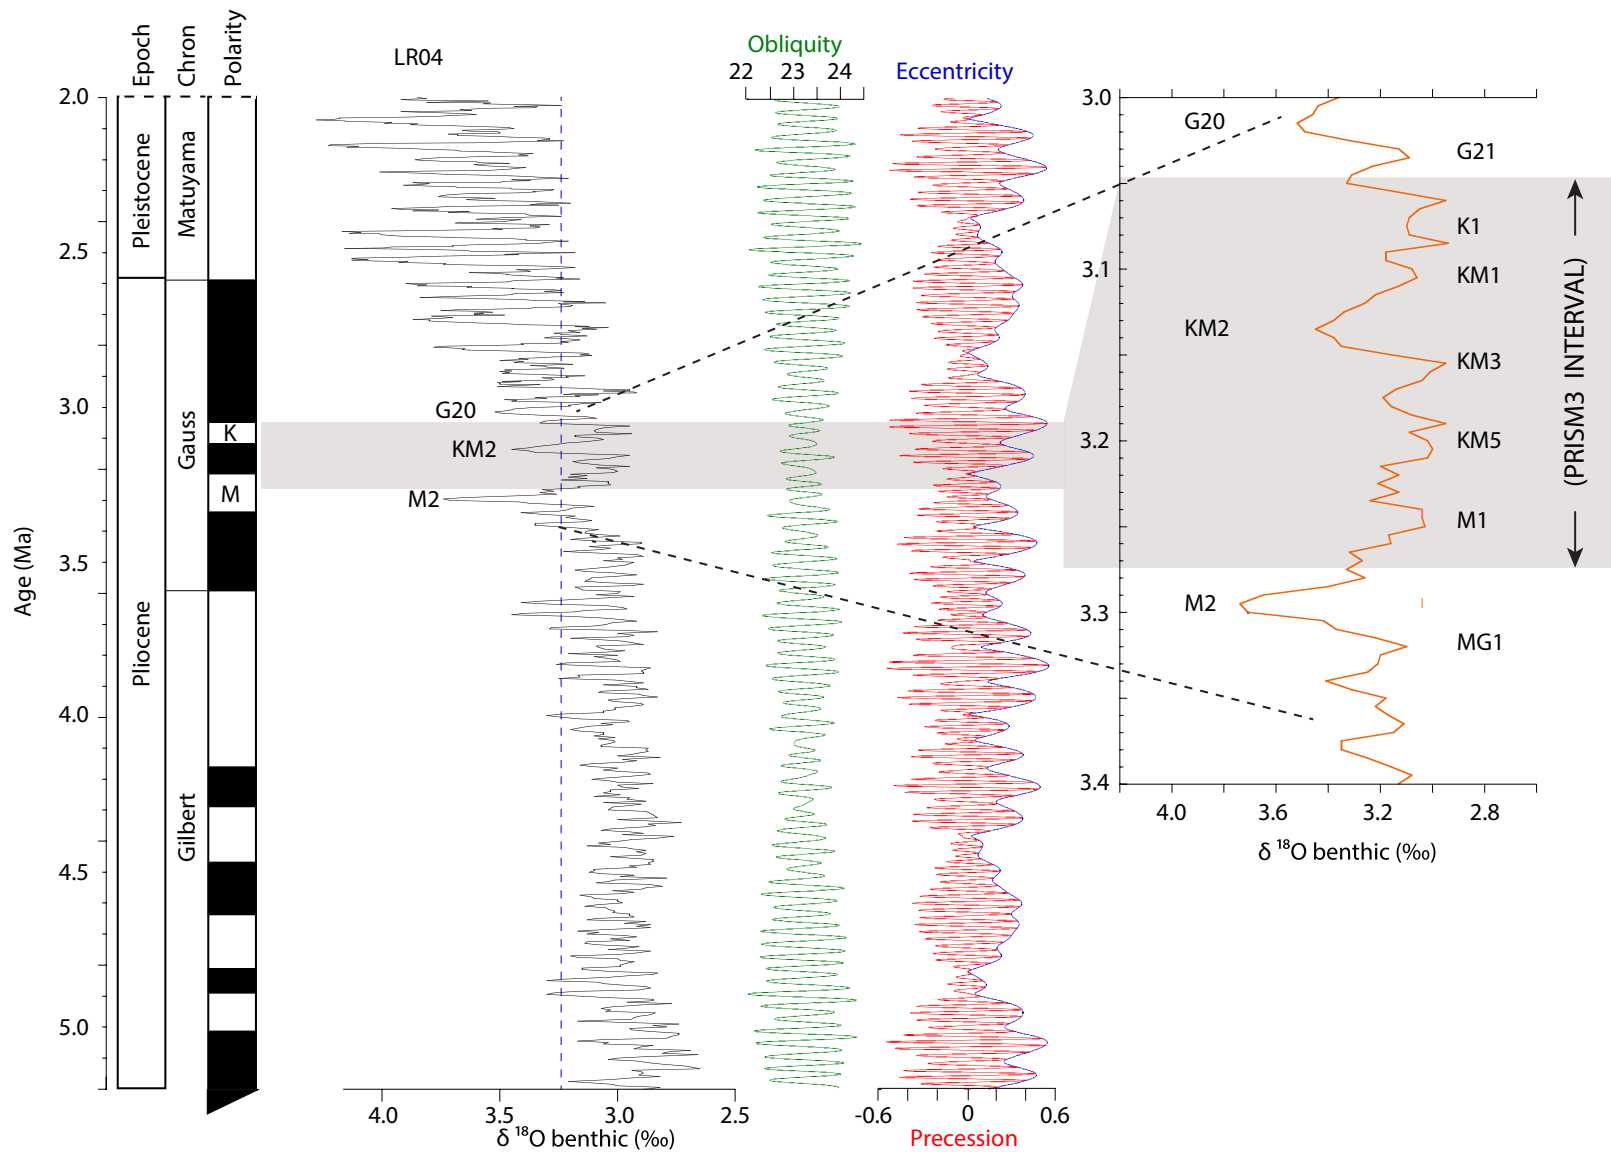 Epoch
Chron
Polarity
LR04
Obliquity
22 23 24
Eccentricity
2.0
2.5
3.0
3.5
4.0
4.5
5.0
Age (Ma)
Pleistocene
Pliocene
Matuyama
Gauss
Gilbert
K
M
G20
KM2
M2
4.0 3.5 3.0 2.5
δ ¹⁸O benthic (‰)
-0.6 0 0.6
Precession
3.0
3.1
3.2
3.3
3.4
G20
G21
K1
KM1
KM2
KM3
KM5
M1
M2
MG1
(PRISM3 INTERVAL)
4.0 3.6 3.2 2.8
δ ¹⁸O benthic (‰)